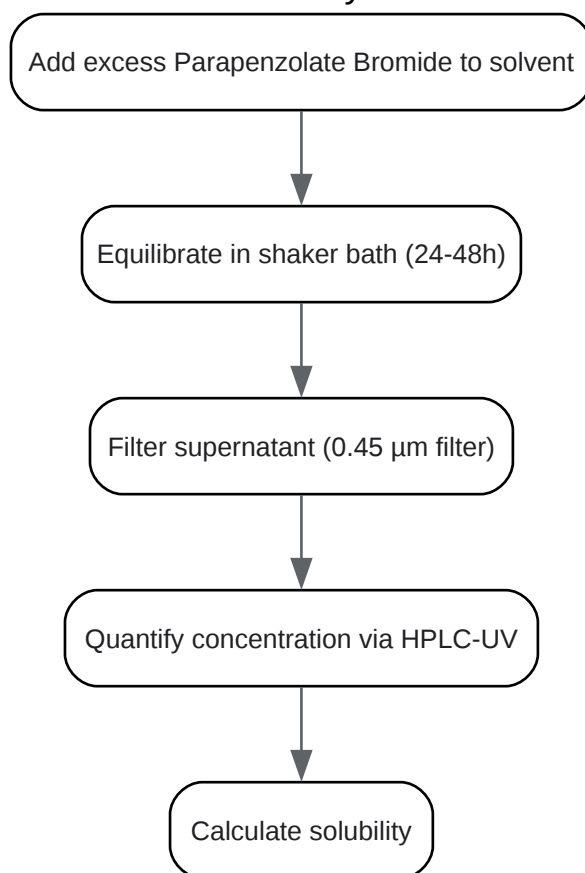 Add excess Parapenzolate Bromide to solvent
Equilibrate in shaker bath (24-48h)
Filter supernatant (0.45 µm filter)
Quantify concentration via HPLC-UV
Calculate solubility